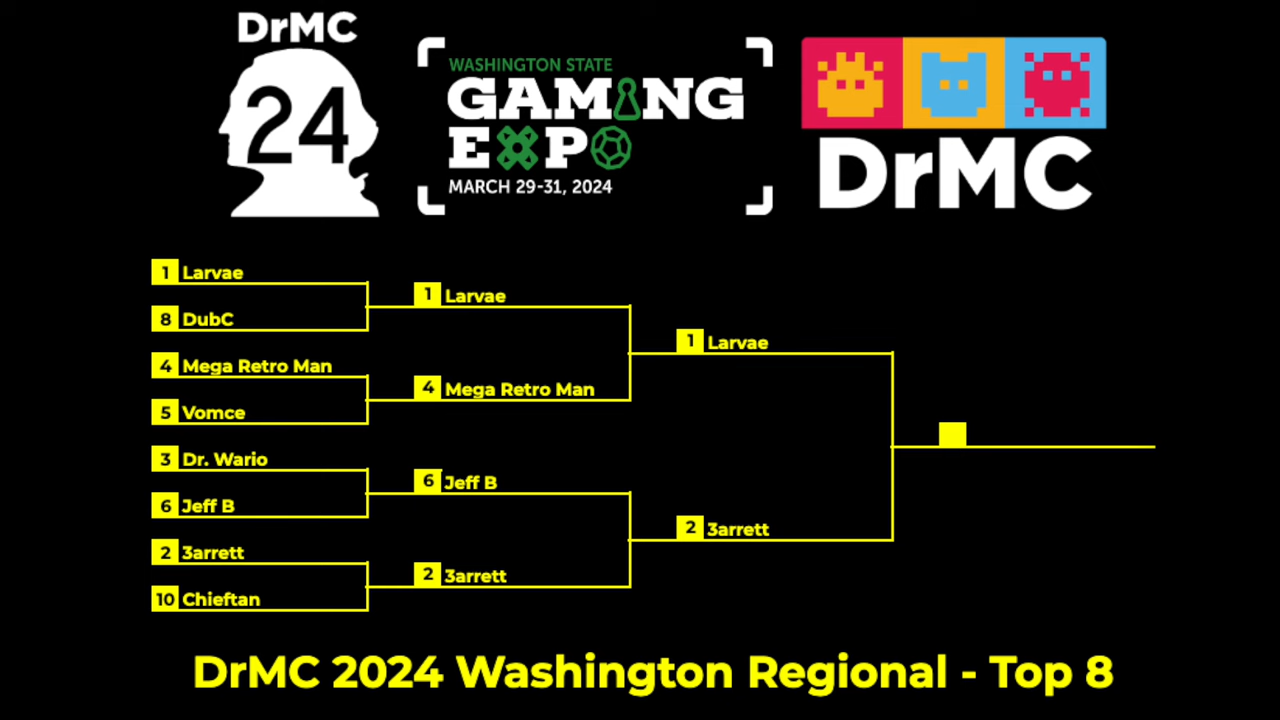 DrMC
24
WASHINGTON STATE
GAMING
EXPO
MARCH 29-31, 2024
DrMC
1 Larvae
8 DubC
4 Mega Retro Man
5 Vomce
3 Dr. Wario
6 Jeff B
2 3arrett
10 Chieftan
1 Larvae
4 Mega Retro Man
6 Jeff B
2 3arrett
1 Larvae
2 3arrett
DrMC 2024 Washington Regional - Top 8